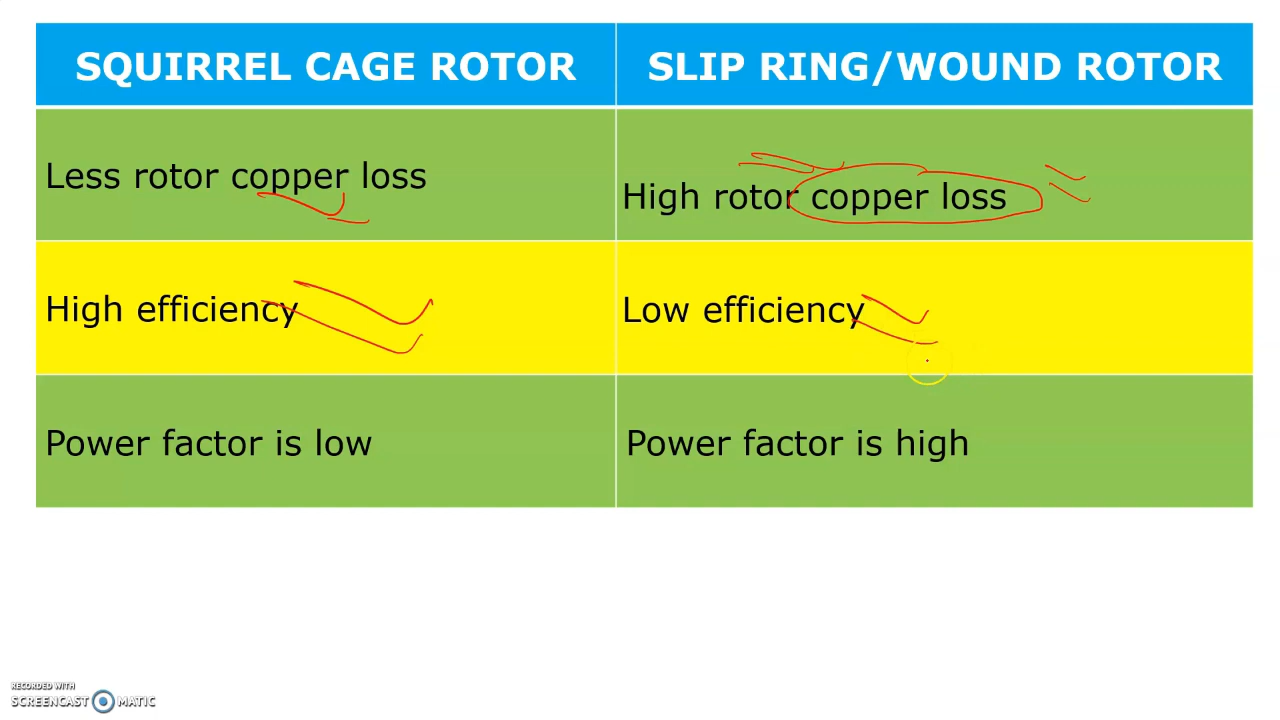 SQUIRREL CAGE ROTOR
SLIP RING/WOUND ROTOR
Less rotor copper loss
High rotor copper loss
High efficiency
Low efficiency
Power factor is low
Power factor is high
RECORDED WITH
SCREENCAST MATIC